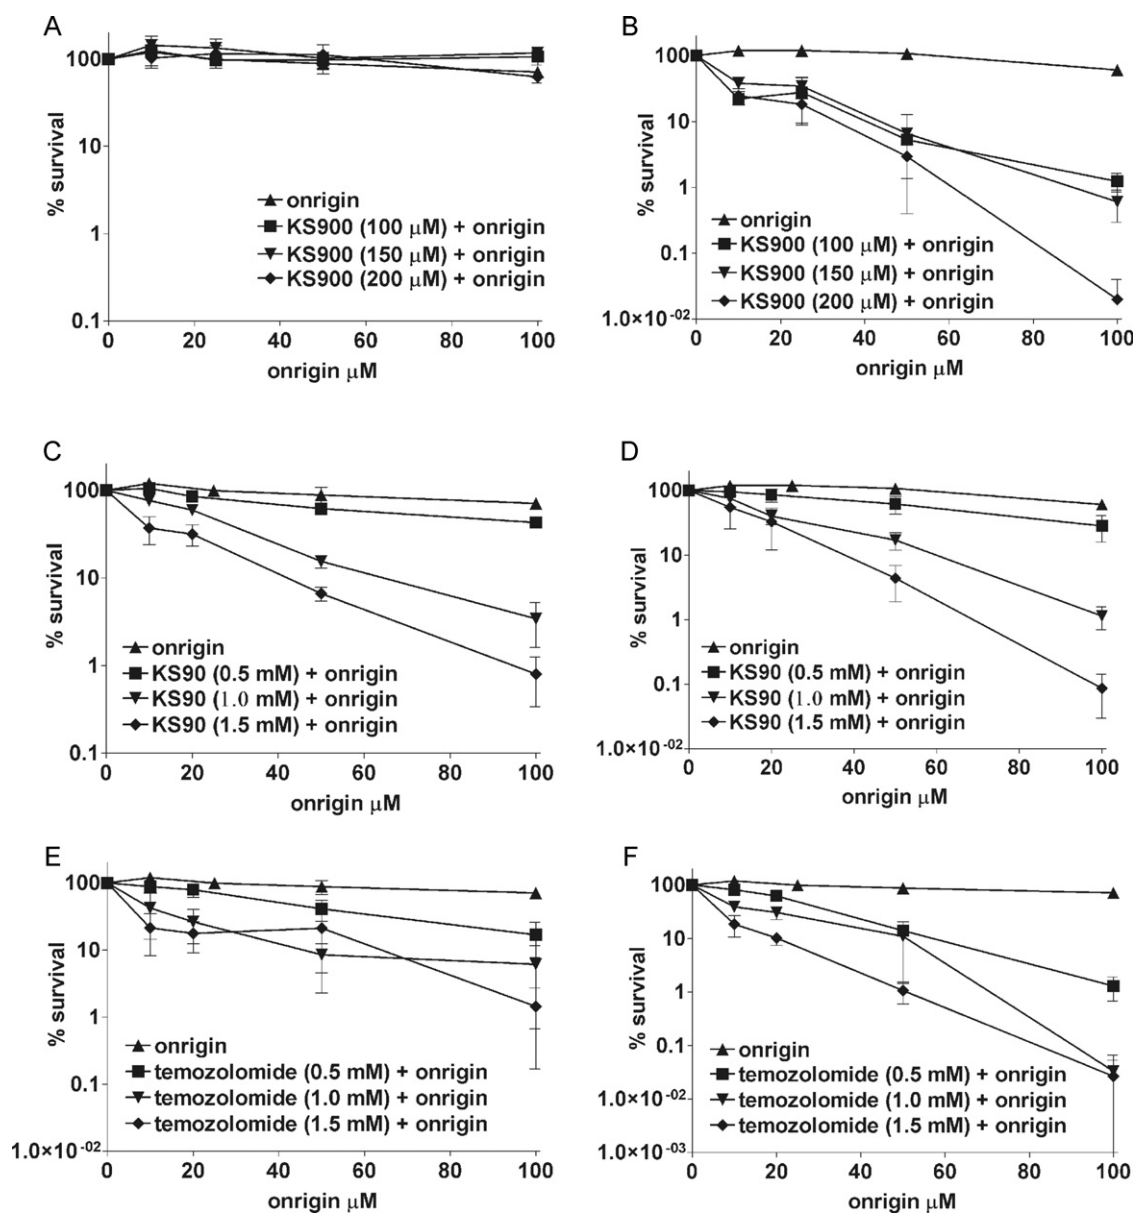 A
% survival
100
10
1
0.1
onrigin
KS900 (100 μM) + onrigin
KS900 (150 μM) + onrigin
KS900 (200 μM) + onrigin
0 20 40 60 80 100
onrigin μM
B
% survival
100
10
1
0.1
1.0×10⁻⁰²
onrigin
KS900 (100 μM) + onrigin
KS900 (150 μM) + onrigin
KS900 (200 μM) + onrigin
0 20 40 60 80 100
onrigin μM
C
% survival
100
10
1
0.1
onrigin
KS90 (0.5 mM) + onrigin
KS90 (1.0 mM) + onrigin
KS90 (1.5 mM) + onrigin
0 20 40 60 80 100
onrigin μM
D
% survival
100
10
1
0.1
1.0×10⁻⁰²
onrigin
KS90 (0.5 mM) + onrigin
KS90 (1.0 mM) + onrigin
KS90 (1.5 mM) + onrigin
0 20 40 60 80 100
onrigin μM
E
% survival
100
10
1
0.1
1.0×10⁻⁰²
onrigin
temozolomide (0.5 mM) + onrigin
temozolomide (1.0 mM) + onrigin
temozolomide (1.5 mM) + onrigin
0 20 40 60 80 100
onrigin μM
F
% survival
100
10
1
0.1
1.0×10⁻⁰²
1.0×10⁻⁰³
onrigin
temozolomide (0.5 mM) + onrigin
temozolomide (1.0 mM) + onrigin
temozolomide (1.5 mM) + onrigin
0 20 40 60 80 100
onrigin μM